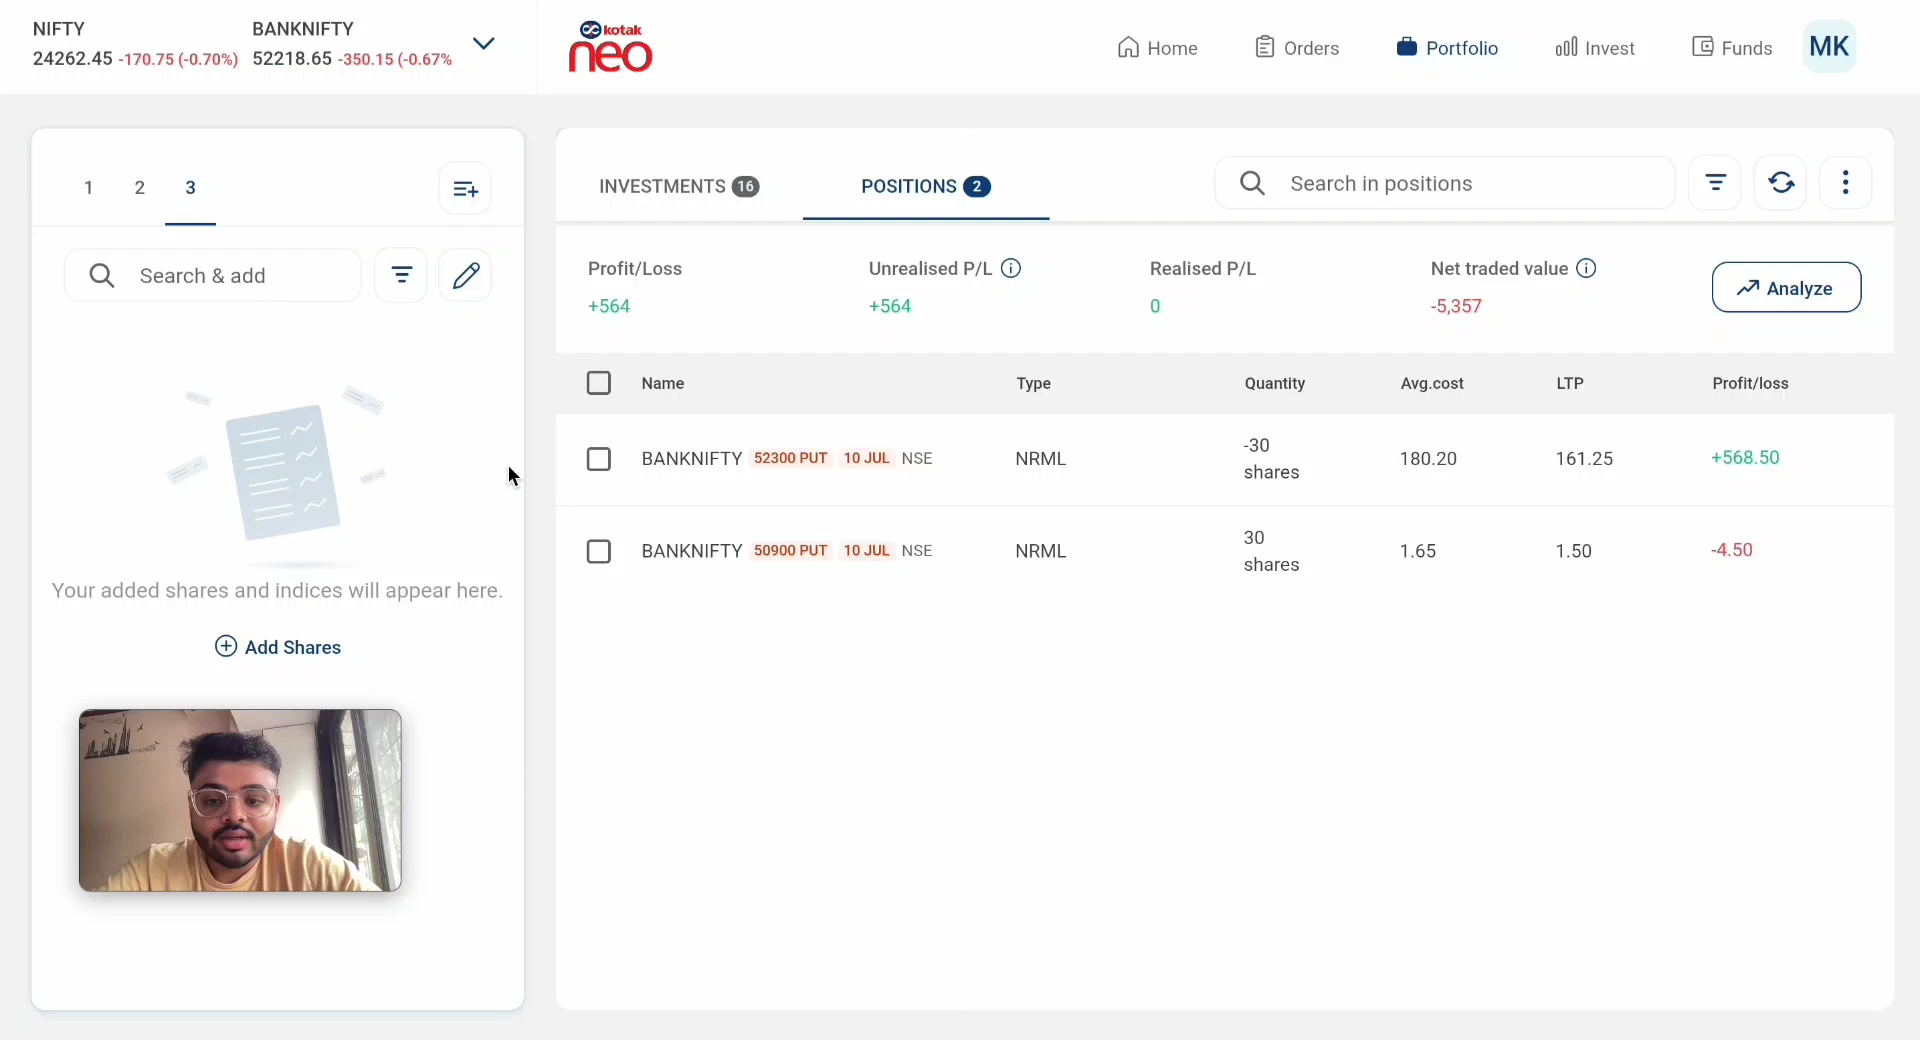 NIFTY
24262.45 -170.75 (-0.70%)
BANKNIFTY
52218.65 -350.15 (-0.67%
kotak
neo
Home
Orders
Portfolio
Invest
Funds
MK
1 2 3
Search & add
Your added shares and indices will appear here.
Add Shares
INVESTMENTS 16
POSITIONS 2
Search in positions
Profit/Loss
+564
Unrealised P/L
+564
Realised P/L
0
Net traded value
-5,357
Analyze
Name Type Quantity Avg.cost LTP Profit/loss
BANKNIFTY 52300 PUT 10 JUL NSE NRML -30 shares 180.20 161.25 +568.50
BANKNIFTY 50900 PUT 10 JUL NSE NRML 30 shares 1.65 1.50 -4.50